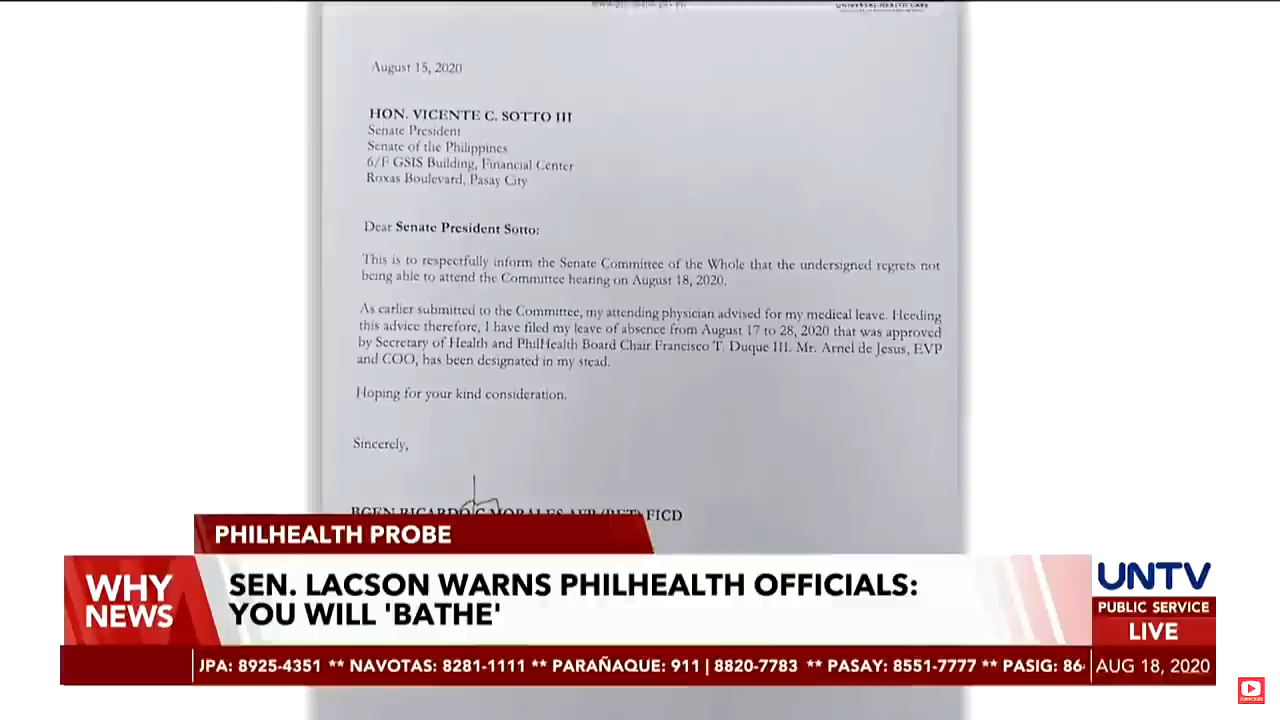 UNIVERSAL HEALTH CARE
August 15, 2020
HON. VICENTE C. SOTTO III
Senate President
Senate of the Philippines
6/F GSIS Building, Financial Center
Roxas Boulevard, Pasay City
Dear Senate President Sotto:
This is to respectfully inform the Senate Committee of the Whole that the undersigned regrets not
being able to attend the Committee hearing on August 18, 2020.
As earlier submitted to the Committee, my attending physician advised for my medical leave. Heeding
this advice therefore, I have filed my leave of absence from August 17 to 28, 2020 that was approved
by Secretary of Health and PhilHealth Board Chair Francisco T. Duque III. Mr. Arnel de Jesus, EVP
and COO, has been designated in my stead.
Hoping for your kind consideration.
Sincerely,
BGEN RICARDO C MORALES AFP (RET) FICD
PHILHEALTH PROBE
WHY
NEWS
SEN. LACSON WARNS PHILHEALTH OFFICIALS:
YOU WILL 'BATHE'
UNTV
PUBLIC SERVICE
LIVE
JPA: 8925-4351 ** NAVOTAS: 8281-1111 ** PARAÑAQUE: 911 | 8820-7783 ** PASAY: 8551-7777 ** PASIG: 86
AUG 18, 2020
SUBSCRIBE